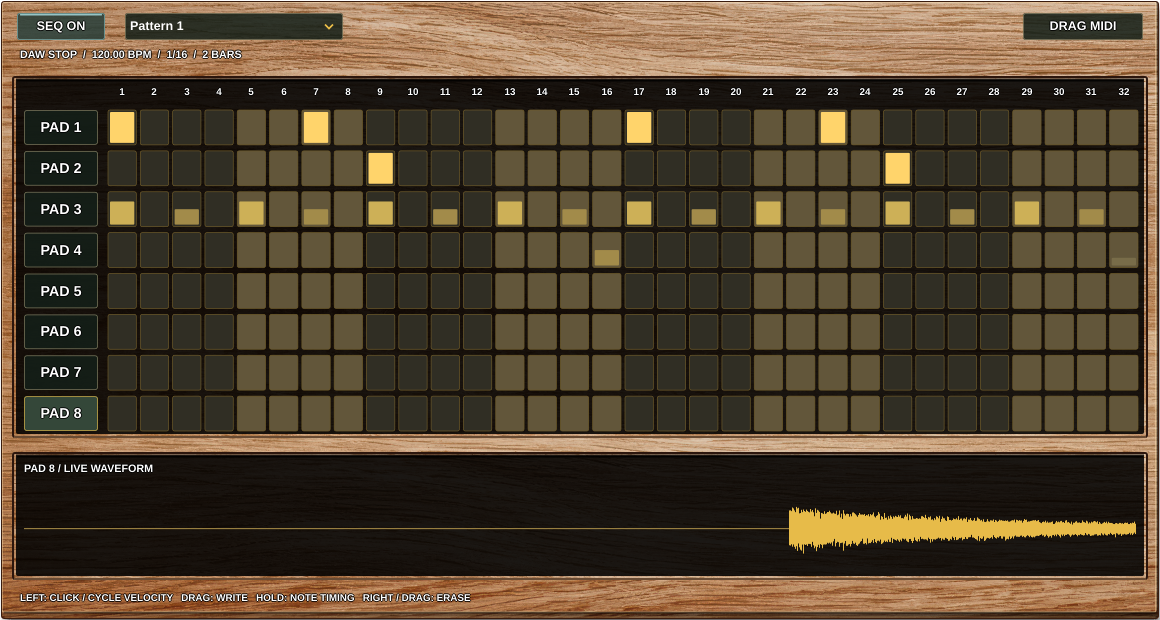 SEQ ON Pattern 1 DRAG MIDI
DAW STOP / 120.00 BPM / 1/16 / 2 BARS
1 2 3 4 5 6 7 8 9 10 11 12 13 14 15 16 17 18 19 20 21 22 23 24 25 26 27 28 29 30 31 32
PAD 1
PAD 2
PAD 3
PAD 4
PAD 5
PAD 6
PAD 7
PAD 8
PAD 8 / LIVE WAVEFORM
LEFT: CLICK / CYCLE VELOCITY DRAG: WRITE HOLD: NOTE TIMING RIGHT / DRAG: ERASE